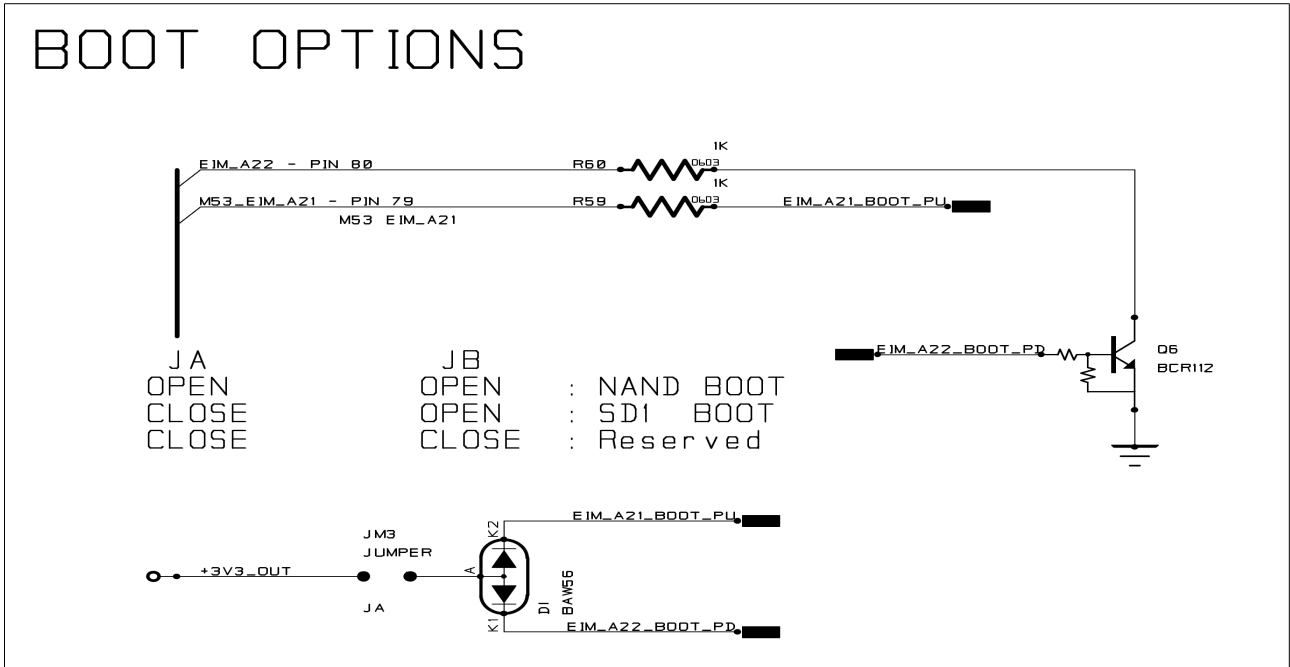 BOOT OPTIONS
1K
EIM_A22 - PIN 80
R60
0603
1K
M53_EIM_A21 - PIN 79
R59
0603
EIM_A21_BOOT_PU
M53 EIM_A21
EIM_A22_BOOT_PD
Q6
BCR112
JA JB
OPEN OPEN : NAND BOOT
CLOSE OPEN : SD1 BOOT
CLOSE CLOSE : Reserved
EIM_A21_BOOT_PU
K2
JM3
JUMPER
+3V3_OUT
A
JA
D1
BAW56
K1
EIM_A22_BOOT_PD